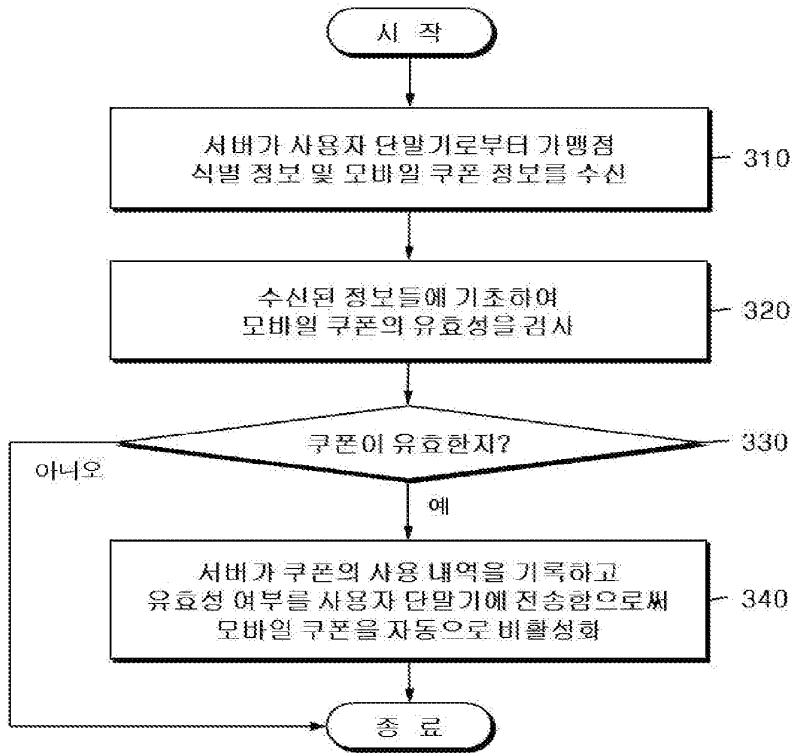 시 작
서버가 사용자 단말기로부터 가맹점
식별 정보 및 모바일 쿠폰 정보를 수신
310
수신된 정보들에 기초하여
모바일 쿠폰의 유효성을 검사
320
쿠폰이 유효한지?
330
아니오
예
서버가 쿠폰의 사용 내역을 기록하고
유효성 여부를 사용자 단말기에 전송함으로써
모바일 쿠폰을 자동으로 비활성화
340
종 료